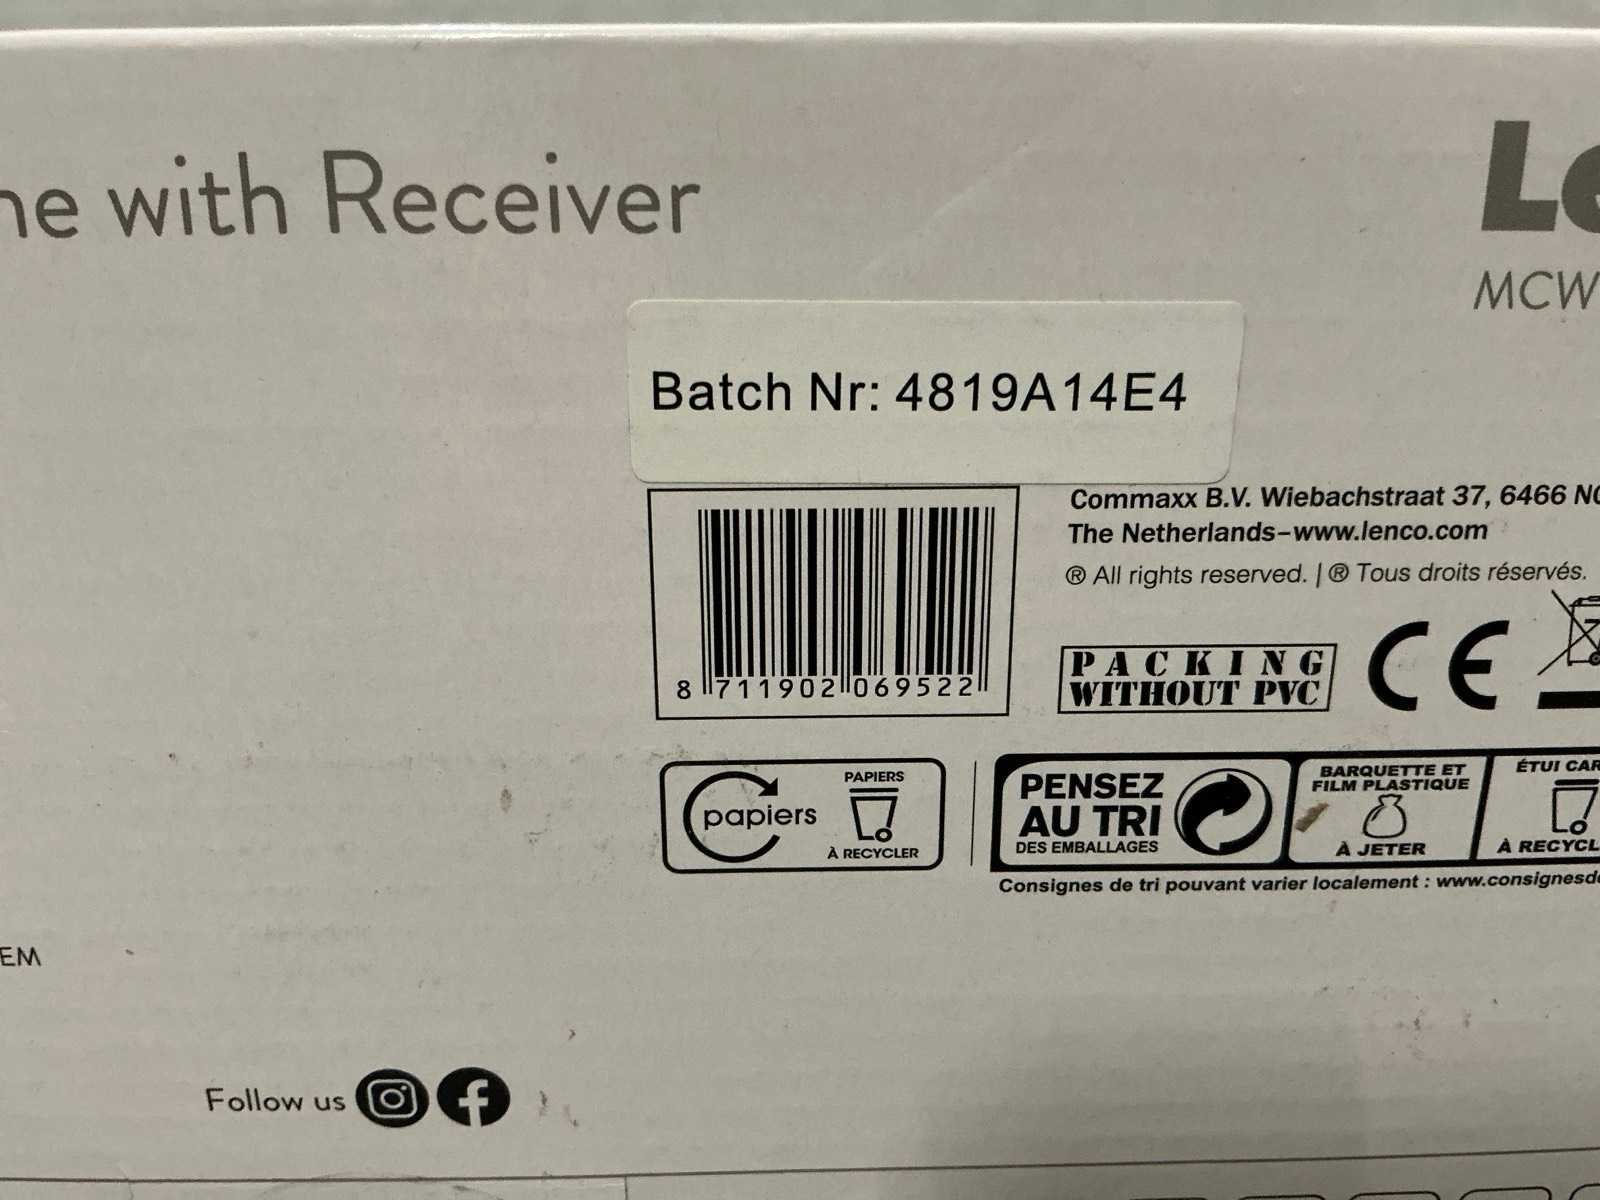 with Receiver
MCW
Batch Nr: 4819A14E4
Commaxx B.V. Wiebachstraat 37, 6466
The Netherlands-www.lenco.com
® All rights reserved. | ® Tous droits réservés.
8 711902 069522
PACKING
WITHOUT PVC
CE
papiers
PAPIERS
À RECYCLER
PENSEZ
AU TRI
DES EMBALLAGES
BARQUETTE ET
FILM PLASTIQUE
À JETER
ÉTUI
À
Consignes de tri pouvant varier localement :
Follow us